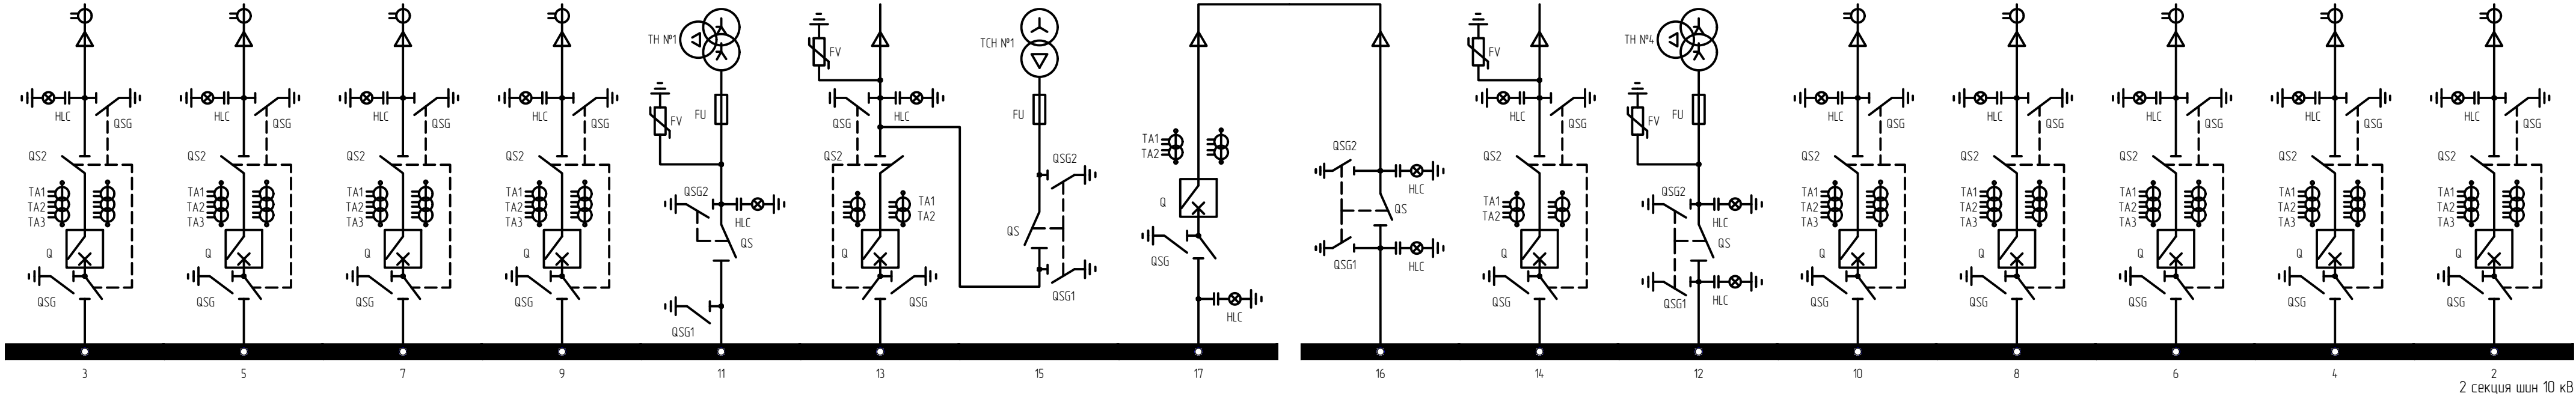 ТН №1
FV
ТСН №1
FV
ТН №4
HLC
QSG
HLC
QSG
HLC
QSG
HLC
QSG
FV
FU
QSG
HLC
FU
HLC
QSG
FV
FU
HLC
QSG
HLC
QSG
HLC
QSG
HLC
QSG
HLC
QSG
QS2
QS2
QS2
QS2
QS2
QSG2
TA1
TA2
QSG2
QS2
QS2
QS2
QS2
QS2
QS2
TA1
TA2
TA3
TA1
TA2
TA3
TA1
TA2
TA3
TA1
TA2
TA3
QSG2
HLC
QS
TA1
TA2
QS
Q
HLC
QS
TA1
TA2
QSG2
HLC
QS
TA1
TA2
TA3
TA1
TA2
TA3
TA1
TA2
TA3
TA1
TA2
TA3
TA1
TA2
TA3
Q
Q
Q
Q
Q
Q
Q
Q
Q
Q
Q
QSG
QSG
QSG
QSG
QSG1
QSG
QSG1
QSG
HLC
QSG1
HLC
QSG
QSG1
HLC
QSG
QSG
QSG
QSG
QSG
3
5
7
9
11
13
15
17
16
14
12
10
8
6
4
2
2 секция шин 10 кВ